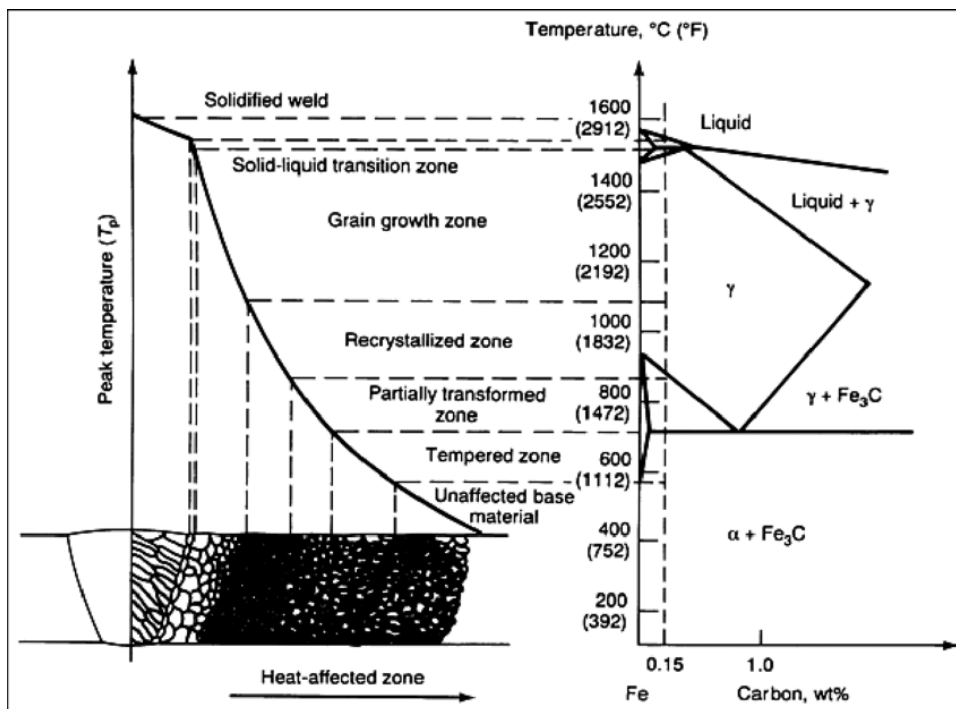 Temperature, °C (°F)
Solidified weld
Solid-liquid transition zone
Grain growth zone
Recrystallized zone
Partially transformed
zone
Tempered zone
Unaffected base
material
Peak temperature (Tp)
Heat-affected zone
1600
(2912)
1400
(2552)
1200
(2192)
1000
(1832)
800
(1472)
600
(1112)
400
(752)
200
(392)
Liquid
Liquid + γ
γ
γ + Fe₃C
α + Fe₃C
0.15
1.0
Fe
Carbon, wt%